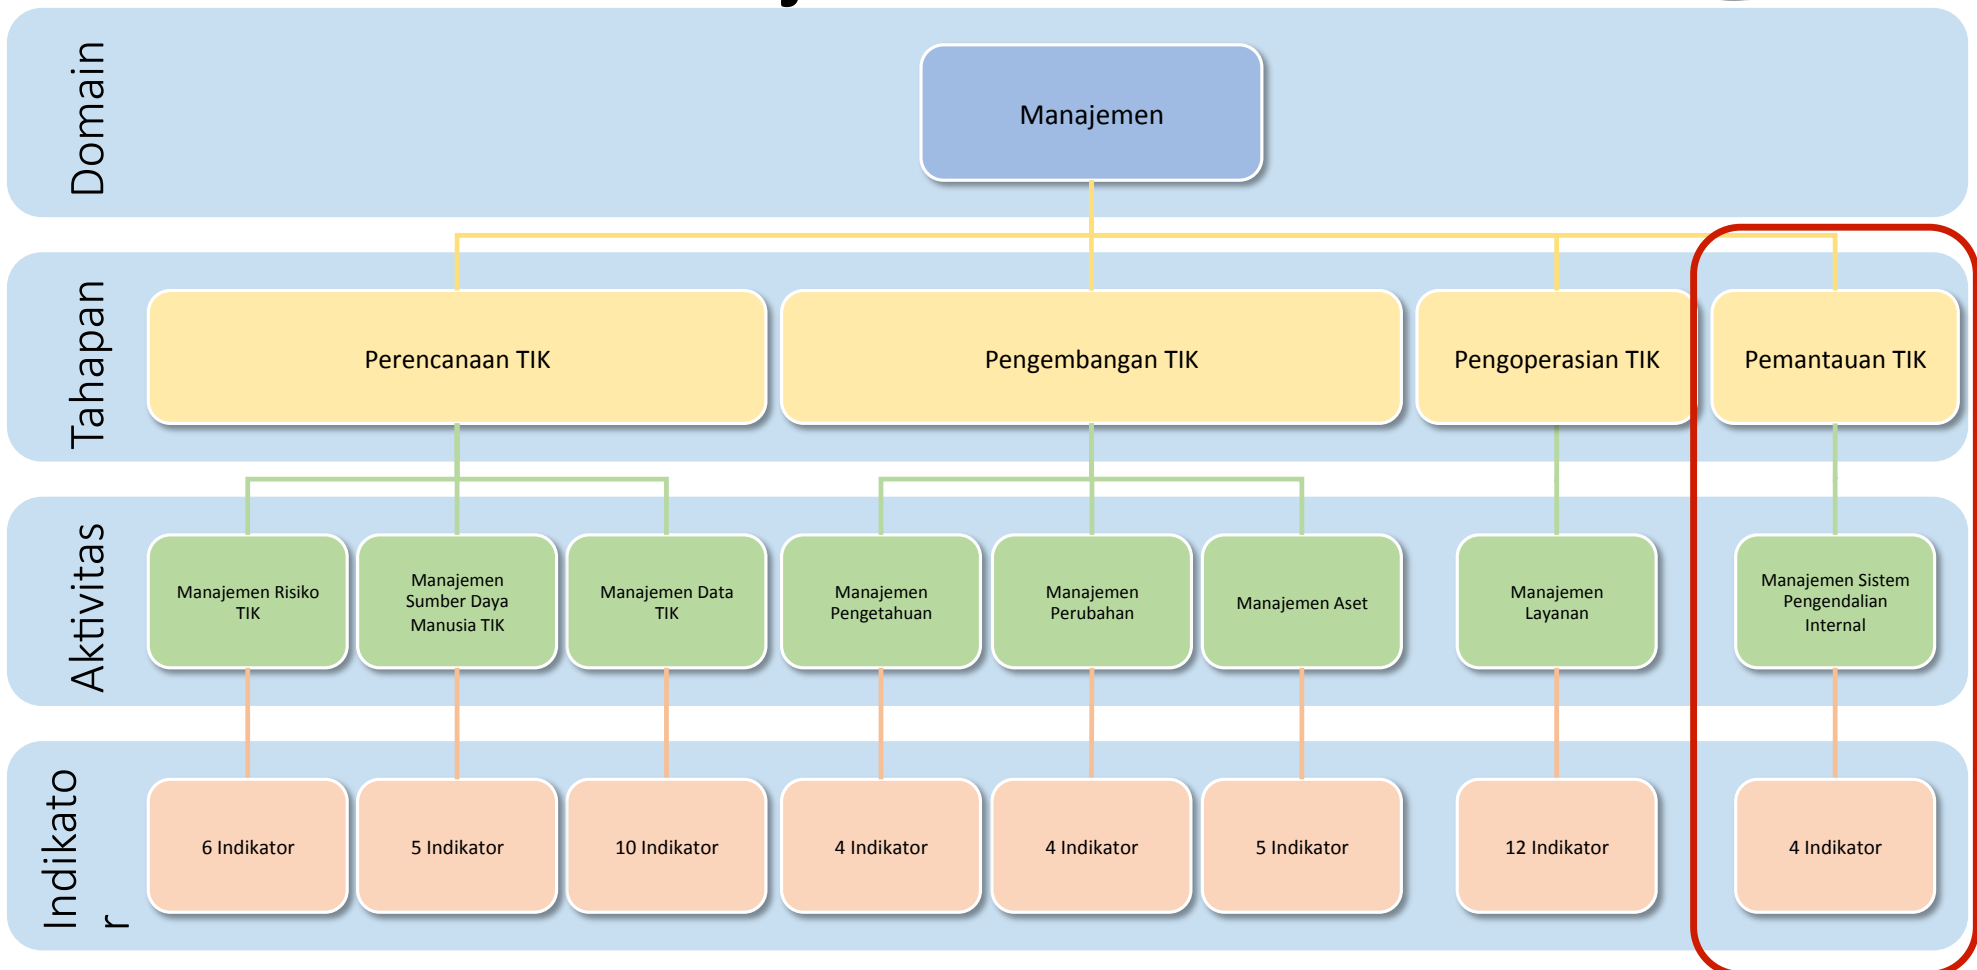 Domain
Manajemen
Tahapan
Perencanaan TIK
Pengembangan TIK
Pengoperasian TIK
Pemantauan TIK
Aktivitas
Manajemen Risiko
TIK
Manajemen
Sumber Daya
Manusia TIK
Manajemen Data
TIK
Manajemen
Pengetahuan
Manajemen
Perubahan
Manajemen Aset
Manajemen
Layanan
Manajemen Sistem
Pengendalian
Internal
Indikato
r
6 Indikator
5 Indikator
10 Indikator
4 Indikator
4 Indikator
5 Indikator
12 Indikator
4 Indikator